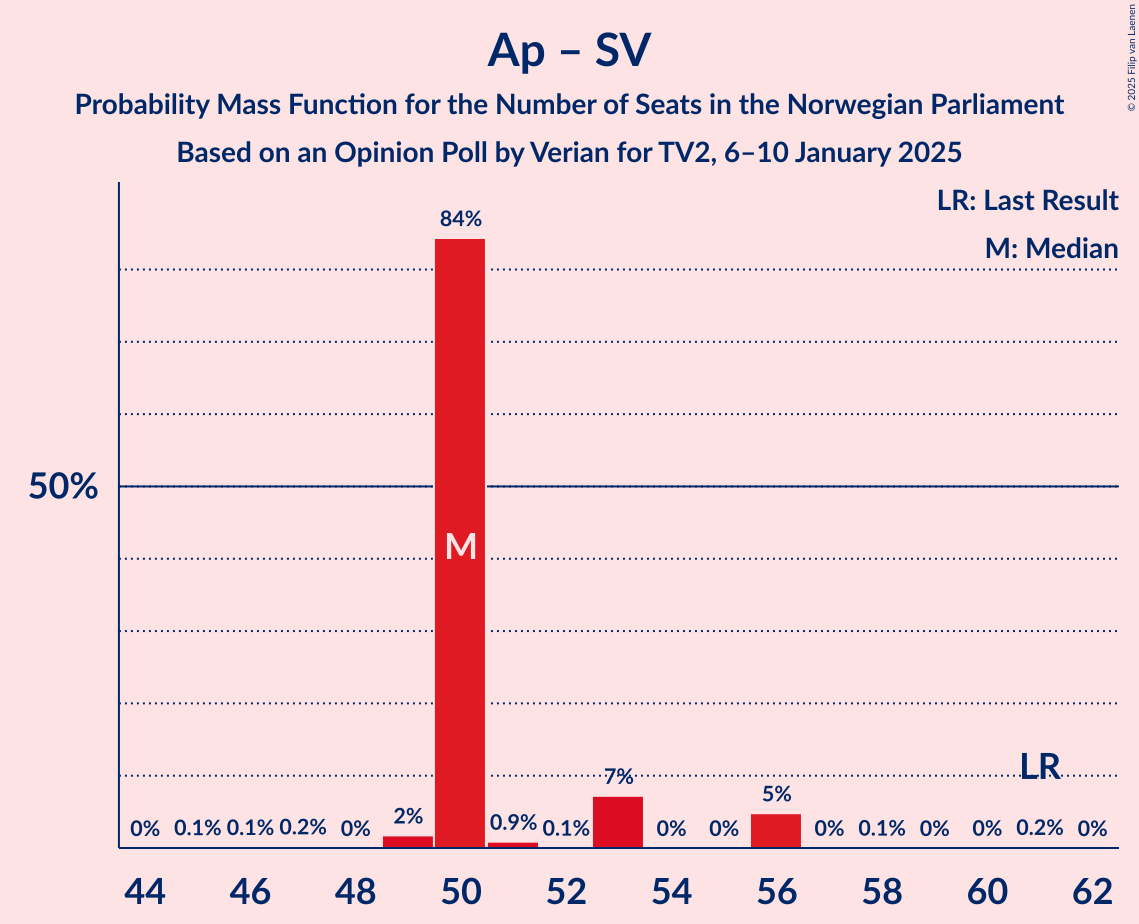 Ap – SV
Probability Mass Function for the Number of Seats in the Norwegian Parliament
Based on an Opinion Poll by Verian for TV2, 6–10 January 2025
© 2025 Filip van Laenen
LR: Last Result
M: Median
84%
50%
M
LR
7%
5%
2%
0% 0.1% 0.1% 0.2% 0% 0.9% 0.1% 0% 0% 0% 0.1% 0% 0% 0.2% 0%
44 46 48 50 52 54 56 58 60 62